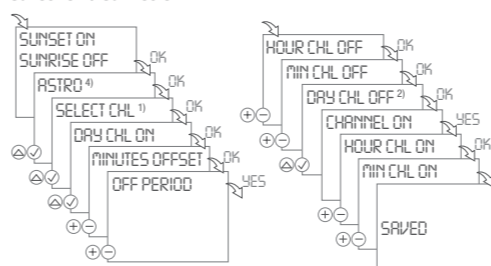 SUNSET ON
SUNRISE OFF
OK
ASTRO 4)
OK
SELECT CHL 1)
OK
DAY CHL ON
OK
MINUTES OFFSET
OK
OFF PERIOD
YES
HOUR CHL OFF
OK
MIN CHL OFF
OK
DAY CHL OFF 2)
OK
CHANNEL ON
YES
HOUR CHL ON
OK
MIN CHL ON
SAVED